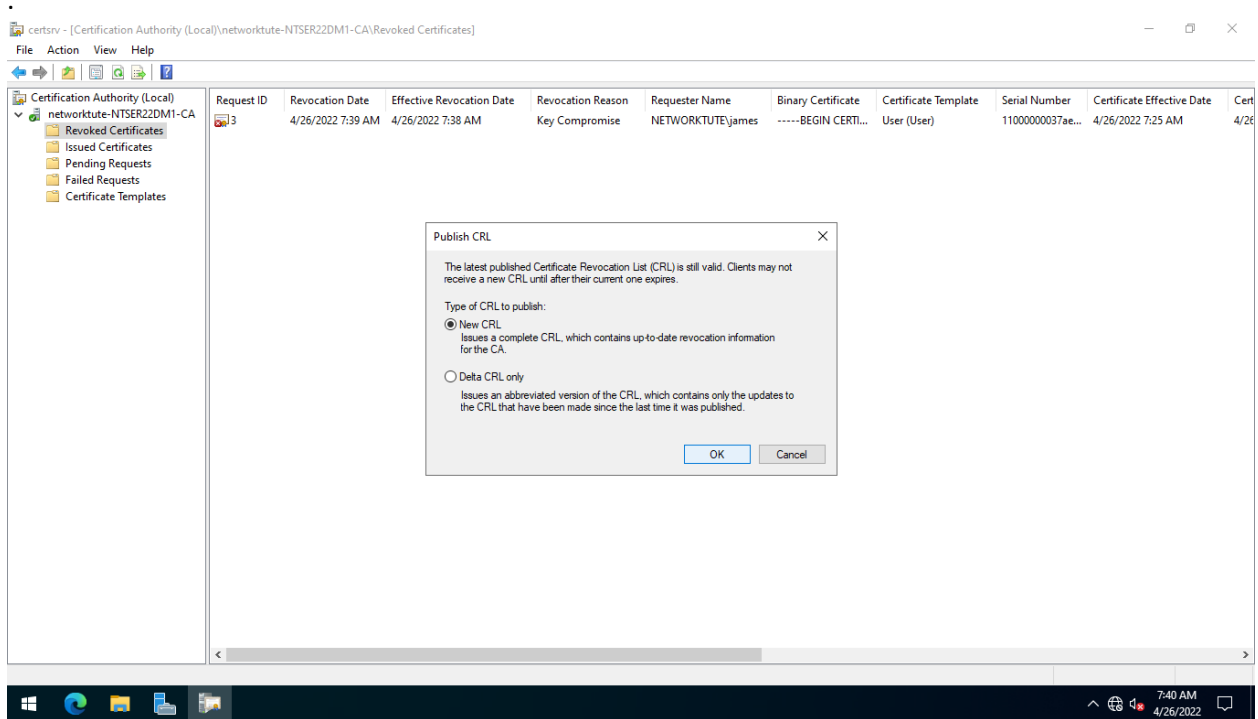 .
certsrv - [Certification Authority (Local)\networktute-NTSER22DM1-CA\Revoked Certificates]
File Action View Help
Certification Authority (Local)
networktute-NTSER22DM1-CA
Revoked Certificates
Issued Certificates
Pending Requests
Failed Requests
Certificate Templates
Request ID Revocation Date Effective Revocation Date Revocation Reason Requester Name Binary Certificate Certificate Template Serial Number Certificate Effective Date Cert
3 4/26/2022 7:39 AM 4/26/2022 7:38 AM Key Compromise NETWORKTUTE\james -----BEGIN CERTI... User (User) 11000000037ae... 4/26/2022 7:25 AM 4/26
Publish CRL
The latest published Certificate Revocation List (CRL) is still valid. Clients may not
receive a new CRL until after their current one expires.
Type of CRL to publish:
New CRL
Issues a complete CRL, which contains up-to-date revocation information
for the CA.
Delta CRL only
Issues an abbreviated version of the CRL, which contains only the updates to
the CRL that have been made since the last time it was published.
OK Cancel
7:40 AM
4/26/2022